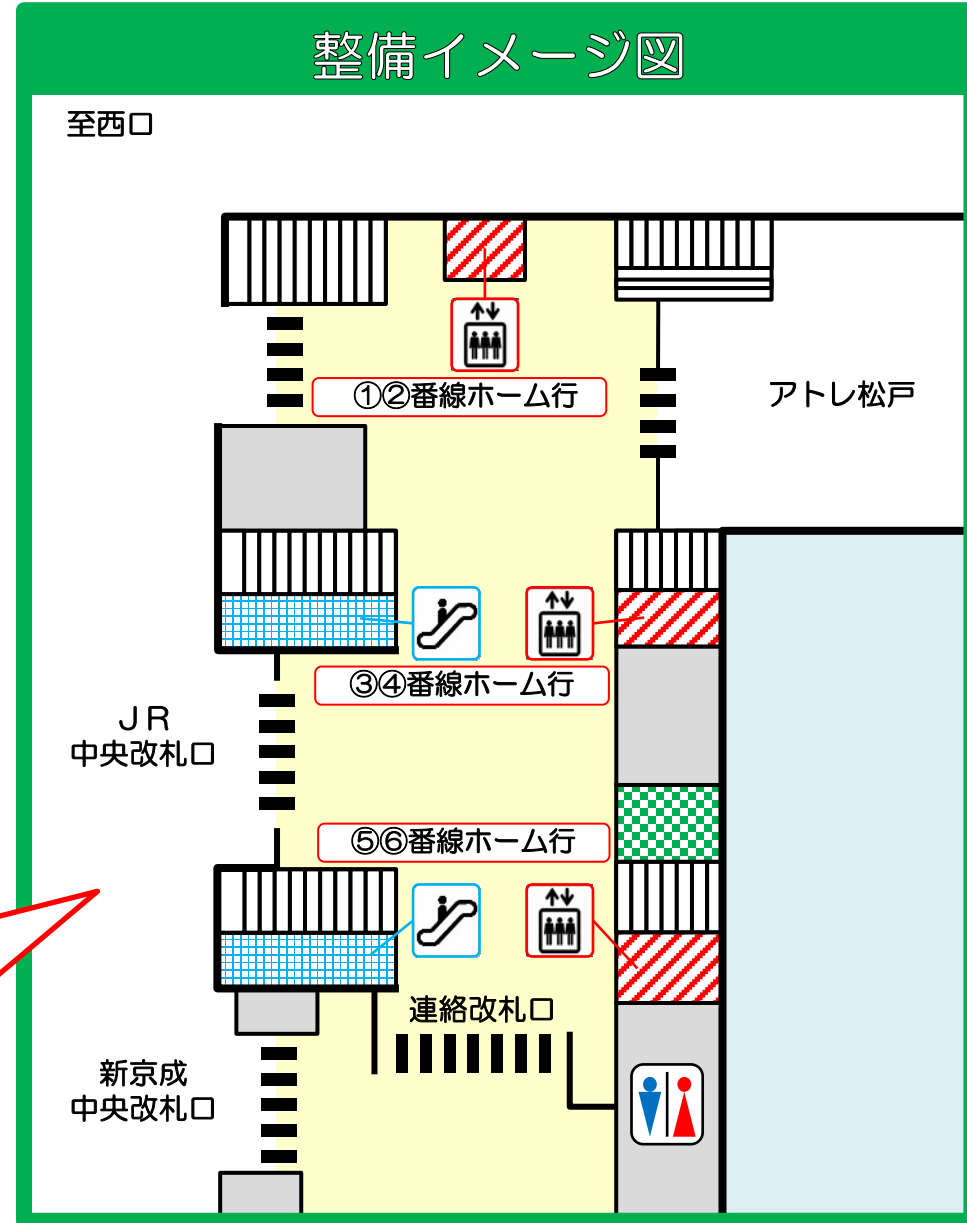 整備イメージ図
至西口
①②番線ホーム行
アトレ松戸
③④番線ホーム行
ＪＲ
中央改札口
⑤⑥番線ホーム行
連絡改札口
新京成
中央改札口